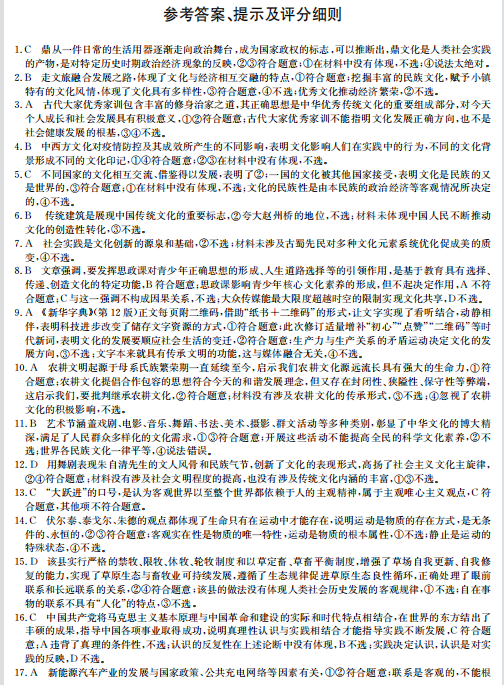 参考答案、提示及评分细则
1.C 鼎从一件日常的生活用器逐渐走向政治舞台,成为国家政权的标志,可以推断出,鼎文化是人类社会实践
的产物,是对特定历史时期政治经济现象的反映,②③符合题意;①在材料中没有体现,不选;④说法太绝对。
2.B 走文旅融合发展之路,体现了文化与经济相互交融的特点,①符合题意;挖掘丰富的民族文化,赋予小镇
特有的文化风情,体现了文化具有多样性,③符合题意,④不选;优秀文化推动经济繁荣,②不选。
3.A 古代大家优秀家训包含丰富的修身治家之道,其正确思想是中华优秀传统文化的重要组成部分,对今天
个人成长和社会发展具有积极意义,①②符合题意;古代大家优秀家训不能指明文化发展正确方向,也不是
社会健康发展的根基,③④不选。
4.B 中西方文化对疫情防控及其成效所产生的不同影响,表明文化影响人们在实践中的行为,不同的文化背
景形成不同的文化印记,①④符合题意;②③在材料中没有体现,不选。
5.C 不同国家的文化相互交流、借鉴得以发展,表明了②;一国的文化被其他国家接受,表明文化是民族的又
是世界的,③符合题意;①在材料中没有体现,不选;文化的民族性是由本民族的政治经济等客观情况所决定
的,④不选。
6.B 传统建筑是展现中国传统文化的重要标志,②夸大赵州桥的地位,不选;材料未体现中国人民不断推动
文化的创造性转化,③不选。
7.A 社会实践是文化创新的源泉和基础,②不选;材料未涉及古蜀先民对多种文化元素系统优化促成美的质
变,④不选。
8.B 文章强调,要发挥思政课对青少年正确思想的形成、人生道路选择等的引领作用,是基于教育具有选择、
传递、创造文化的特定功能,B符合题意;思政课影响青少年核心文化素养的形成,但不起决定作用,A不符
合题意;C与这一强调不构成因果关系,不选;大众传媒能最大限度超越时空的限制实现文化共享,D不选。
9.A 《新华字典》(第12版)正文每页附二维码,借助“纸书+二维码”的形式,让文字实现了看听结合,动静相
伴,表明科技进步改变了储存文字资源的方式,①符合题意;此次修订适量增补“初心”“点赞”“二维码”等时
代新词,表明文化的发展要顺应社会生活的变迁,②符合题意;生产力与生产关系的矛盾运动决定文化的发
展方向,③不选;文字本来就具有传承文明的功能,这与媒体融合无关,④不选。
10.A 农耕文明起源于母系氏族繁荣期一直延续至今,启示我们农耕文化源远流长具有强大的生命力,①符
合题意;农耕文化提倡合作包容的思想符合今天的和谐发展理念,但又存在封闭性、狭隘性、保守性等弊端,
这启示我们,要批判继承农耕文化,②符合题意;材料没有涉及农耕文化的传承形式,③不选;④忽视了农耕
文化的积极影响,不选。
11.B 艺术节涵盖戏剧、电影、音乐、舞蹈、书法、美术、摄影、群文活动等多种类别,彰显了中华文化的博大精
深,满足了人民群众多样化的文化需求,①③符合题意;开展这些活动不能提高全民的科学文化素养,②不
选;世界各民族文化一律平等,④说法错误。
12.D 用舞剧表现朱自清先生的文人风骨和民族气节,创新了文化的表现形式,高扬了社会主义文化主旋律,
②④符合题意;材料没有涉及社会文明程度的提高,也没有涉及传统文化内涵的丰富,①③不选。
13.C “大跃进”的口号,是认为客观世界以至整个世界都依赖于人的主观精神,属于主观唯心主义观点,C符
合题意,其他项不符合题意。
14.C 伏尔泰、泰戈尔、朱德的观点都体现了生命只有在运动中才能存在,说明运动是物质的存在方式,是无条
件的、永恒的,②③符合题意;客观实在性是物质的唯一特性,运动是物质的根本属性,①不选;静止是运动的
特殊状态,④不选。
15.D 该县实行严格的禁牧、限牧、休牧、轮牧制度和以草定畜、草畜平衡制度,增强了草场自我更新、自我修
复的能力,实现了草原生态与畜牧业可持续发展,遵循了生态规律促进草原生态良性循环,正确处理了眼前
联系和长远联系的关系,②④符合题意;该县的做法没有体现人类社会历史发展的客观规律,①不选;自在事
物的联系不具有“人化”的特点,③不选。
16.C 中国共产党将马克思主义基本原理与中国革命和建设的实际和时代特点相结合,在世界的东方结出了
丰硕的成果,指导中国各项事业取得成功,说明真理性认识与实践相结合才能指导实践不断发展,C符合题
意;A违背了真理的条件性,不选;认识的反复性在上述论断中没有体现,B不选;实践决定认识,认识是对实
践的反映,D不选。
17.A 新能源汽车产业的发展与国家政策、公共充电网络等因素有关,①②符合题意;联系是客观的,不能根